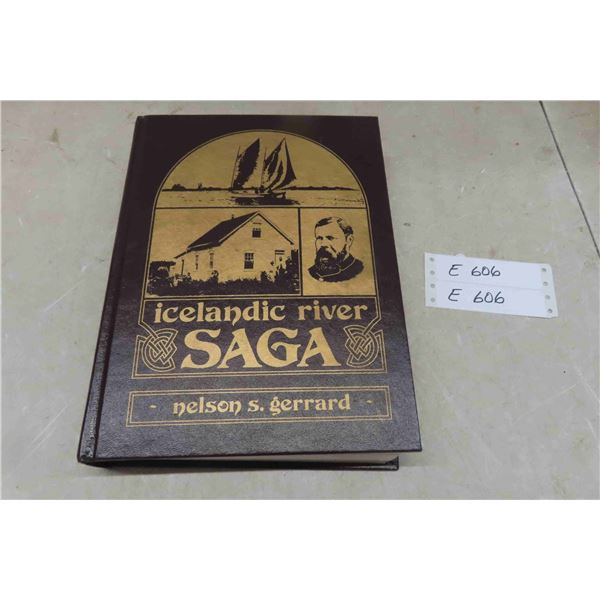 icelandic river
SAGA
- nelson s. gerrard -
E 606
E 606